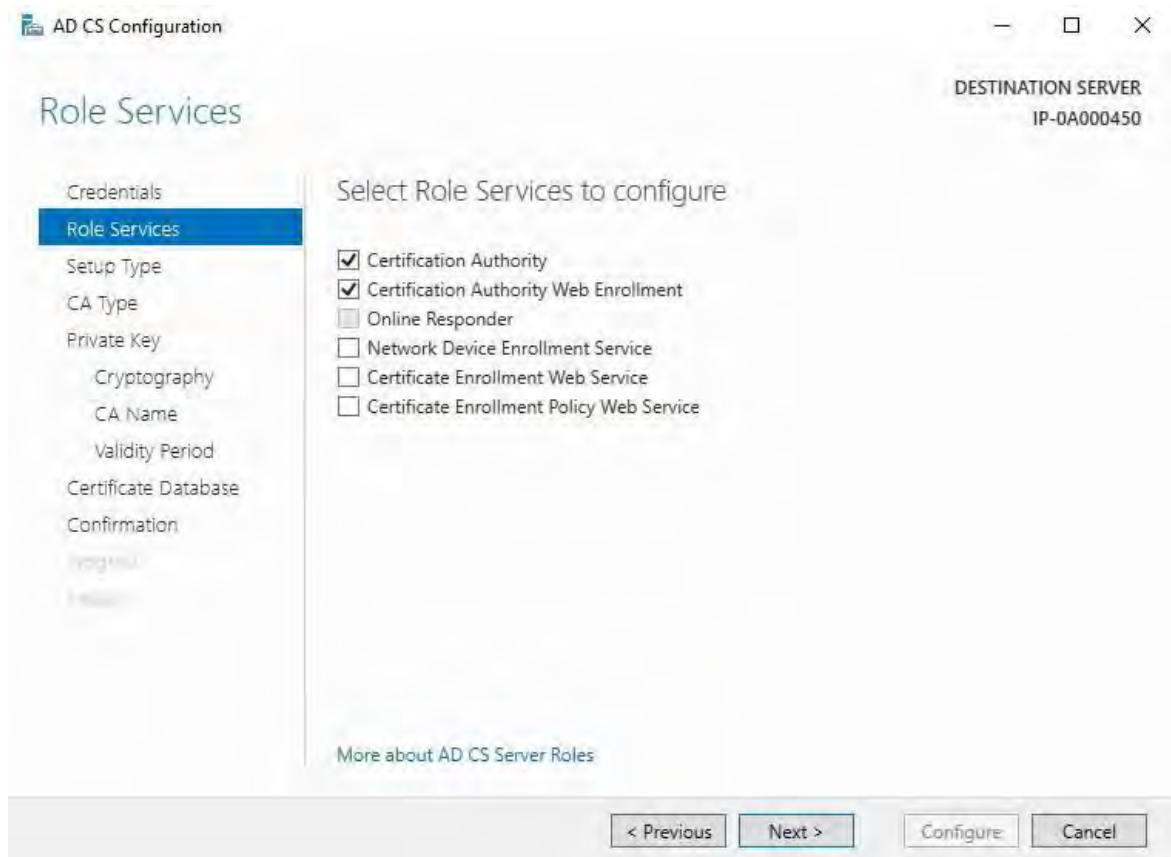 AD CS Configuration
DESTINATION SERVER
IP-0A000450
Role Services
Credentials
Role Services
Setup Type
CA Type
Private Key
Cryptography
CA Name
Validity Period
Certificate Database
Confirmation
Select Role Services to configure
Certification Authority
Certification Authority Web Enrollment
Online Responder
Network Device Enrollment Service
Certificate Enrollment Web Service
Certificate Enrollment Policy Web Service
More about AD CS Server Roles
< Previous
Next >
Configure
Cancel